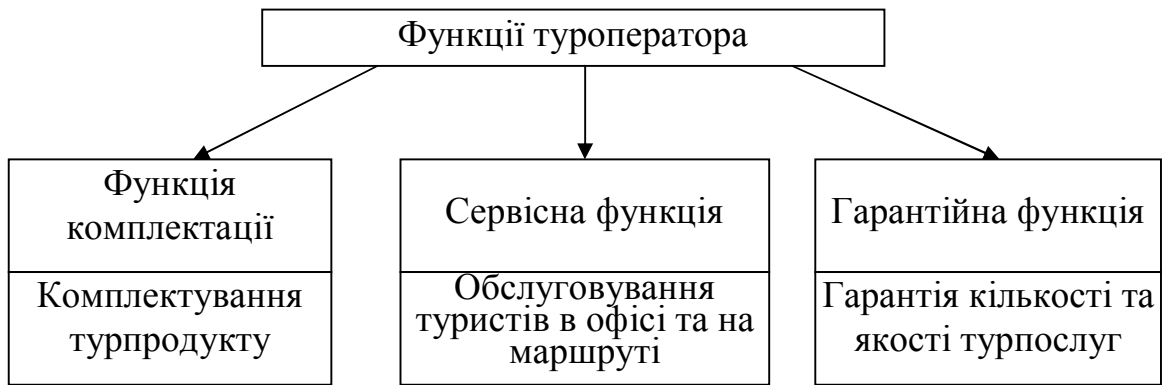 Функції туроператора
Функція
комплектації
Комплектування
турпродукту
Сервісна функція
Обслуговування
туристів в офісі та на
маршруті
Гарантійна функція
Гарантія кількості та
якості турпослуг